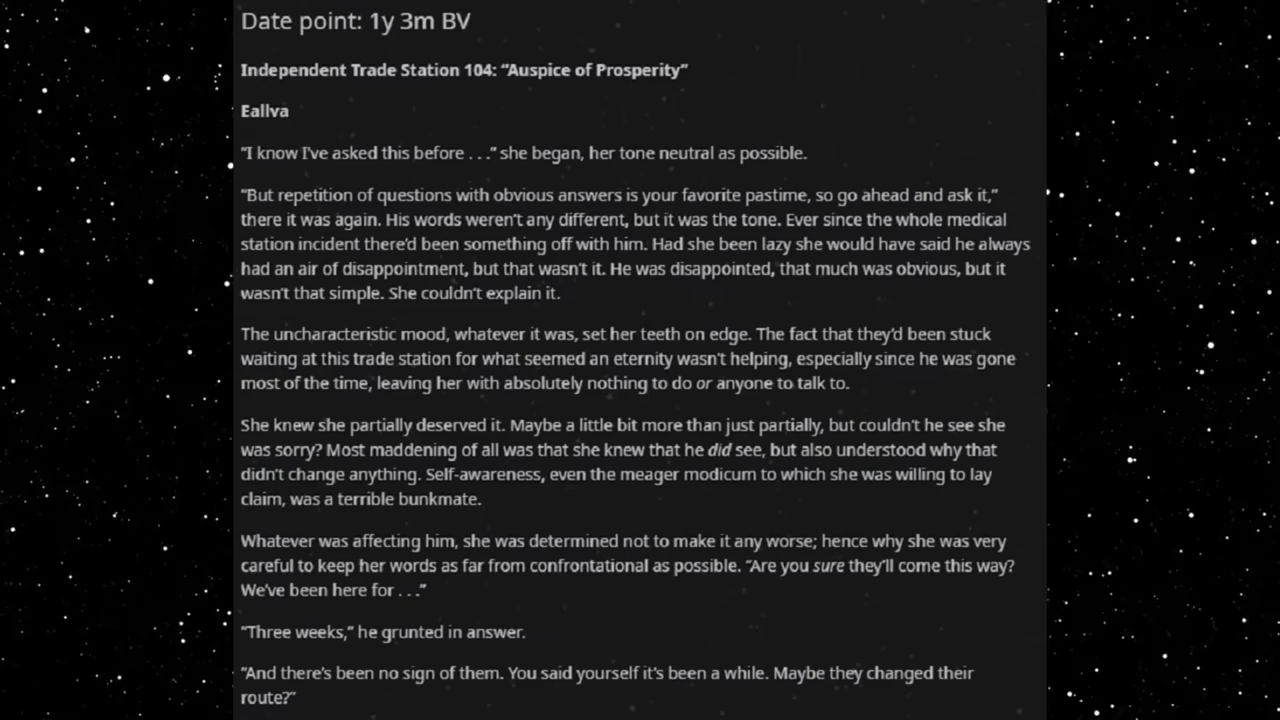 Date point: 1y 3m BV
Independent Trade Station 104: “Auspice of Prosperity”
Eallva
“I know I’ve asked this before . . .” she began, her tone neutral as possible.
“But repetition of questions with obvious answers is your favorite pastime, so go ahead and ask it,”
there it was again. His words weren’t any different, but it was the tone. Ever since the whole medical
station incident there’d been something off with him. Had she been lazy she would have said he always
had an air of disappointment, but that wasn’t it. He was disappointed, that much was obvious, but it
wasn’t that simple. She couldn’t explain it.
The uncharacteristic mood, whatever it was, set her teeth on edge. The fact that they’d been stuck
waiting at this trade station for what seemed an eternity wasn’t helping, especially since he was gone
most of the time, leaving her with absolutely nothing to do or anyone to talk to.
She knew she partially deserved it. Maybe a little bit more than just partially, but couldn’t he see she
was sorry? Most maddening of all was that she knew that he did see, but also understood why that
didn’t change anything. Self-awareness, even the meager modicum to which she was willing to lay
claim, was a terrible bunkmate.
Whatever was affecting him, she was determined not to make it any worse; hence why she was very
careful to keep her words as far from confrontational as possible. “Are you sure they’ll come this way?
We’ve been here for . . .”
“Three weeks,” he grunted in answer.
“And there’s been no sign of them. You said yourself it’s been a while. Maybe they changed their
route?”